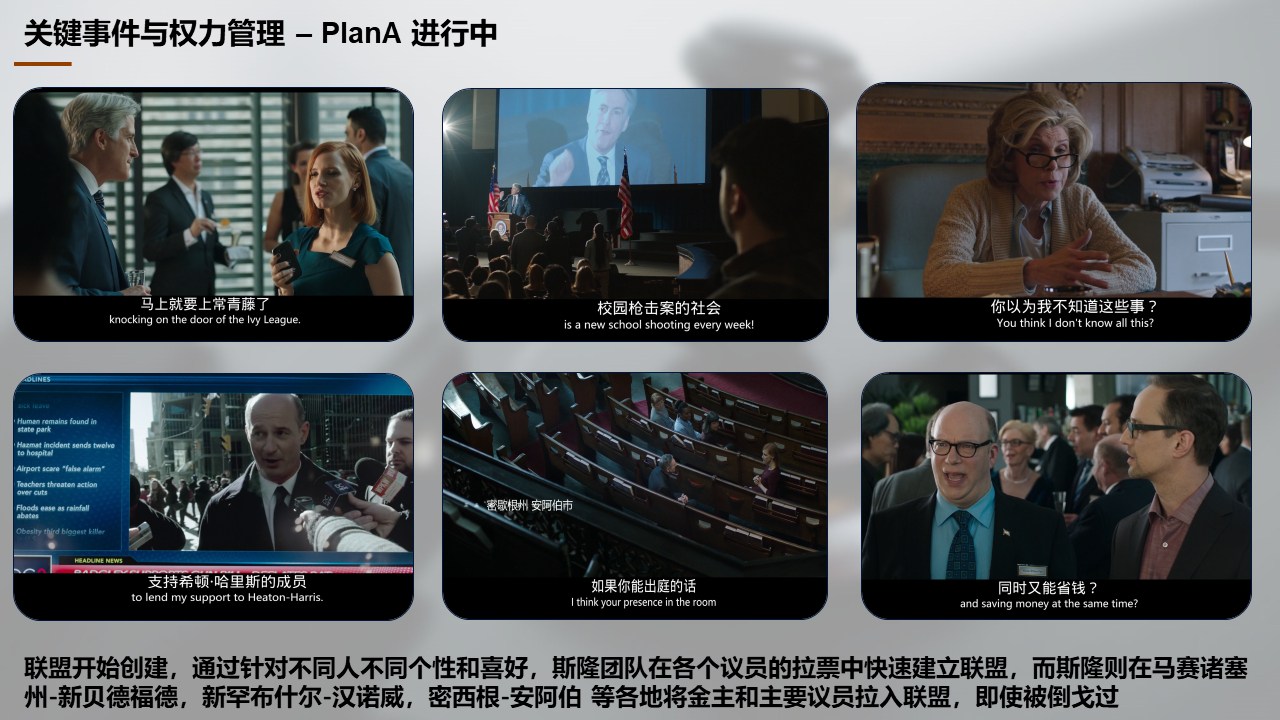 关键事件与权力管理 – PlanA 进行中
马上就要上常青藤了
knocking on the door of the Ivy League.
校园枪击案的社会
is a new school shooting every week!
你以为我不知道这些事？
You think I don't know all this?
Human remains found in
state park
Hazmat incident sends twelve
to hospital
Airport scare "false alarm"
Teachers threaten action
over cuts
Floods ease as rainfall
abates
Obesity third biggest killer
HEADLINE NEWS
支持希顿·哈里斯的成员
to lend my support to Heaton-Harris.
密歇根州 安阿伯市
如果你能出庭的话
I think your presence in the room
同时又能省钱？
and saving money at the same time?
联盟开始创建，通过针对不同人不同个性和喜好，斯隆团队在各个议员的拉票中快速建立联盟，而斯隆则在马赛诸塞
州-新贝德福德，新罕布什尔-汉诺威，密西根-安阿伯 等各地将金主和主要议员拉入联盟，即使被倒戈过